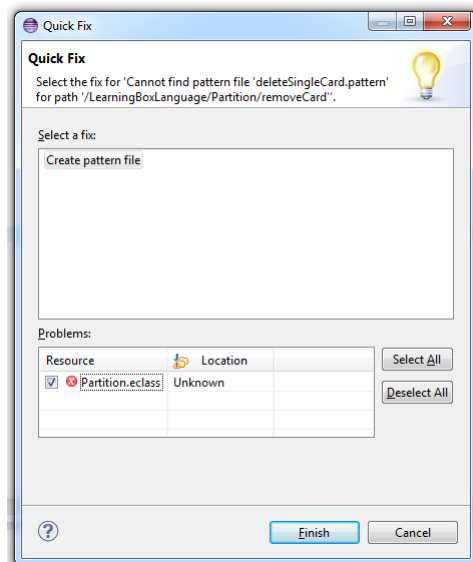 Quick Fix
Quick Fix
Select the fix for 'Cannot find pattern file 'deleteSingleCard.pattern'
for path '/LearningBoxLanguage/Partition/removeCard''.
Select a fix:
Create pattern file
Problems:
Resource Location
Partition.eclass Unknown
Select All
Deselect All
Finish Cancel